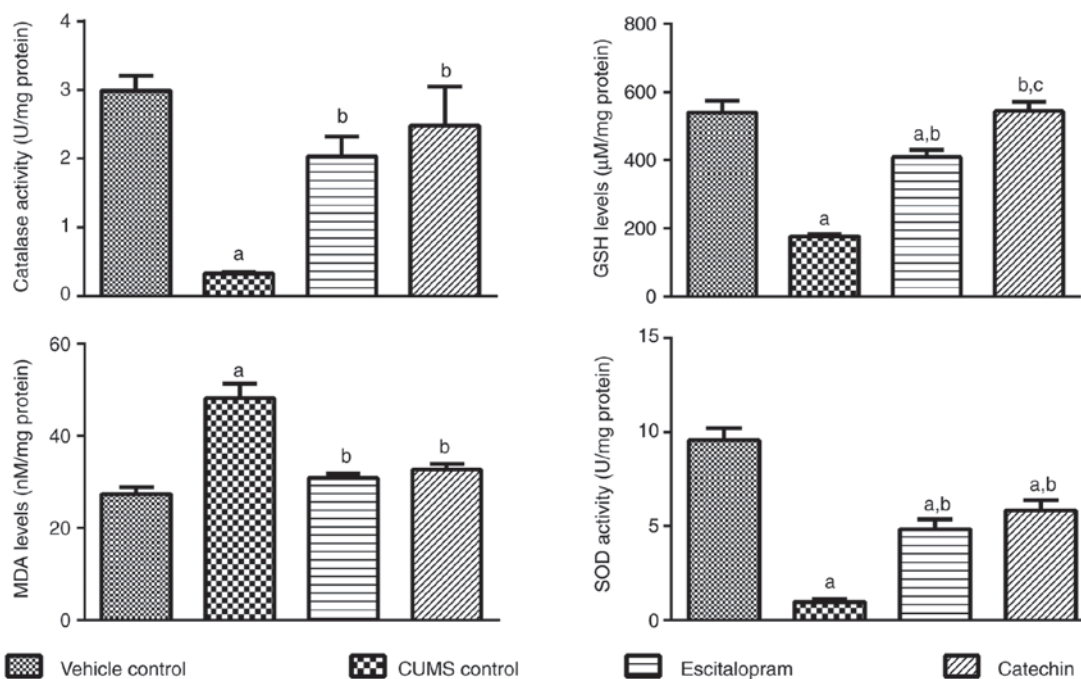 Catalase activity (U/mg protein)
4
3
2
1
0
a
b
b
GSH levels (µM/mg protein)
800
600
400
200
0
a
a,b
b,c
MDA levels (nM/mg protein)
60
40
20
0
a
b
b
SOD activity (U/mg protein)
15
10
5
0
a
a,b
a,b
Vehicle control
CUMS control
Escitalopram
Catechin